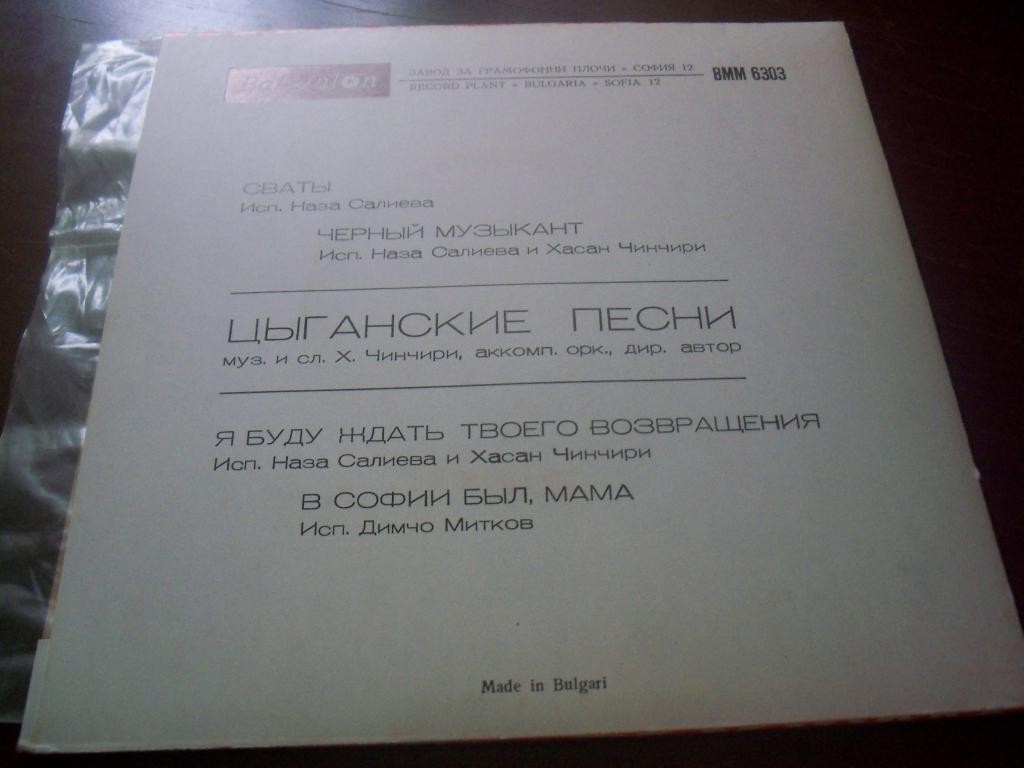 Balkanton
ЗАВОД ЗА ГРАМОФОННИ ПЛОЧИ • СОФИЯ 12
RECORD PLANT • BULGARIA • SOFIA 12
ВММ 6303
СВАТЫ
Исп. Наза Салиева
ЧЕРНЫЙ МУЗЫКАНТ
Исп. Наза Салиева и Хасан Чинчири
ЦЫГАНСКИЕ ПЕСНИ
муз. и сл. Х. Чинчири, аккомп. орк., дир. автор
Я БУДУ ЖДАТЬ ТВОЕГО ВОЗВРАЩЕНИЯ
Исп. Наза Салиева и Хасан Чинчири
В СОФИИ БЫЛ, МАМА
Исп. Димчо Митков
Made in Bulgari